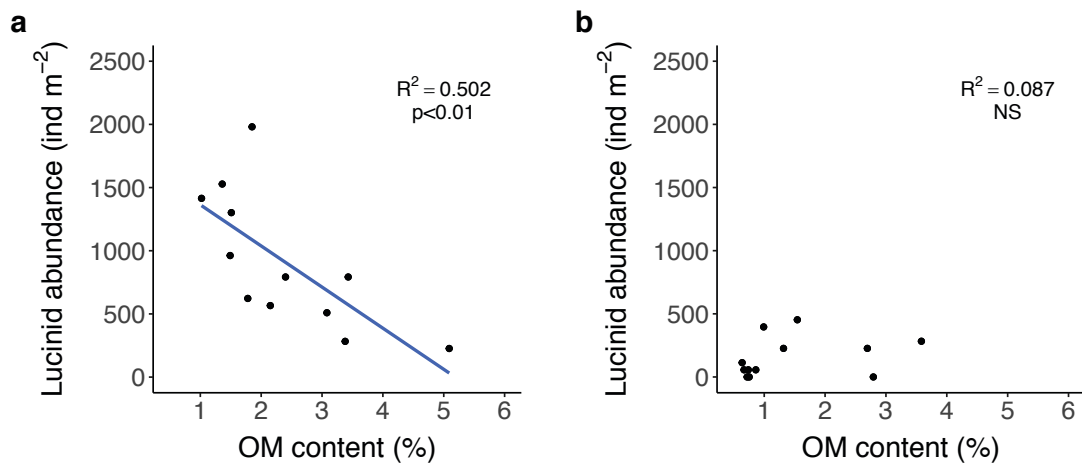 a
Lucinid abundance (ind m⁻²)
2500
2000
1500
1000
500
0
R² = 0.502
p<0.01
1 2 3 4 5 6
OM content (%)
b
Lucinid abundance (ind m⁻²)
2500
2000
1500
1000
500
0
R² = 0.087
NS
1 2 3 4 5 6
OM content (%)